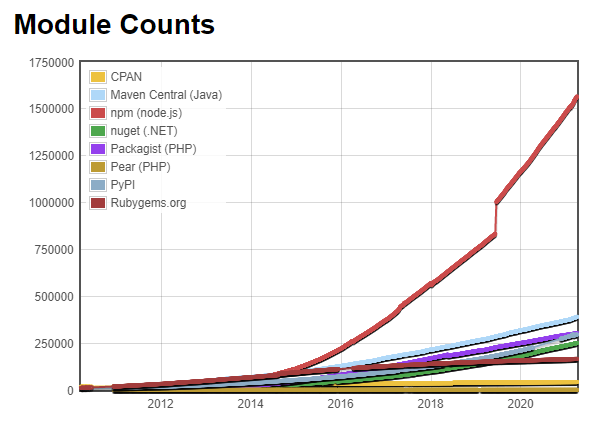 Module Counts
1750000
1500000
1250000
1000000
750000
500000
250000
0
CPAN
Maven Central (Java)
npm (node.js)
nuget (.NET)
Packagist (PHP)
Pear (PHP)
PyPI
Rubygems.org
2012
2014
2016
2018
2020